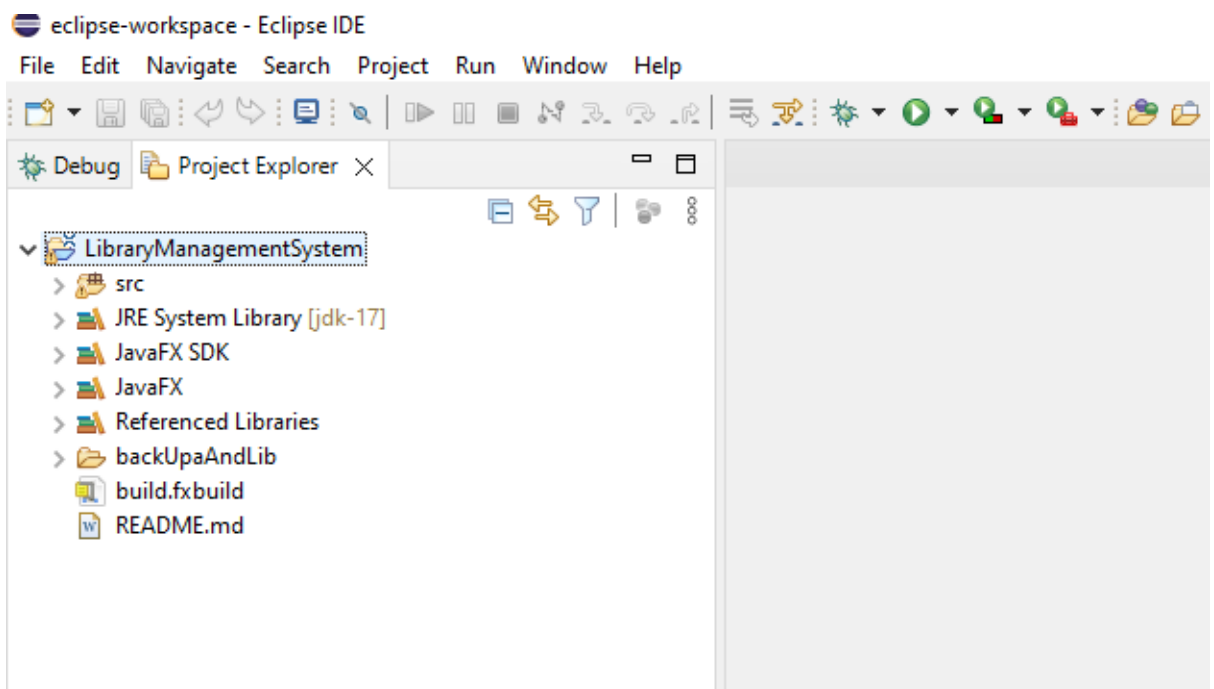 eclipse-workspace - Eclipse IDE
File Edit Navigate Search Project Run Window Help
Debug Project Explorer
LibraryManagementSystem
src
JRE System Library [jdk-17]
JavaFX SDK
JavaFX
Referenced Libraries
backUpaAndLib
build.fxbuild
README.md